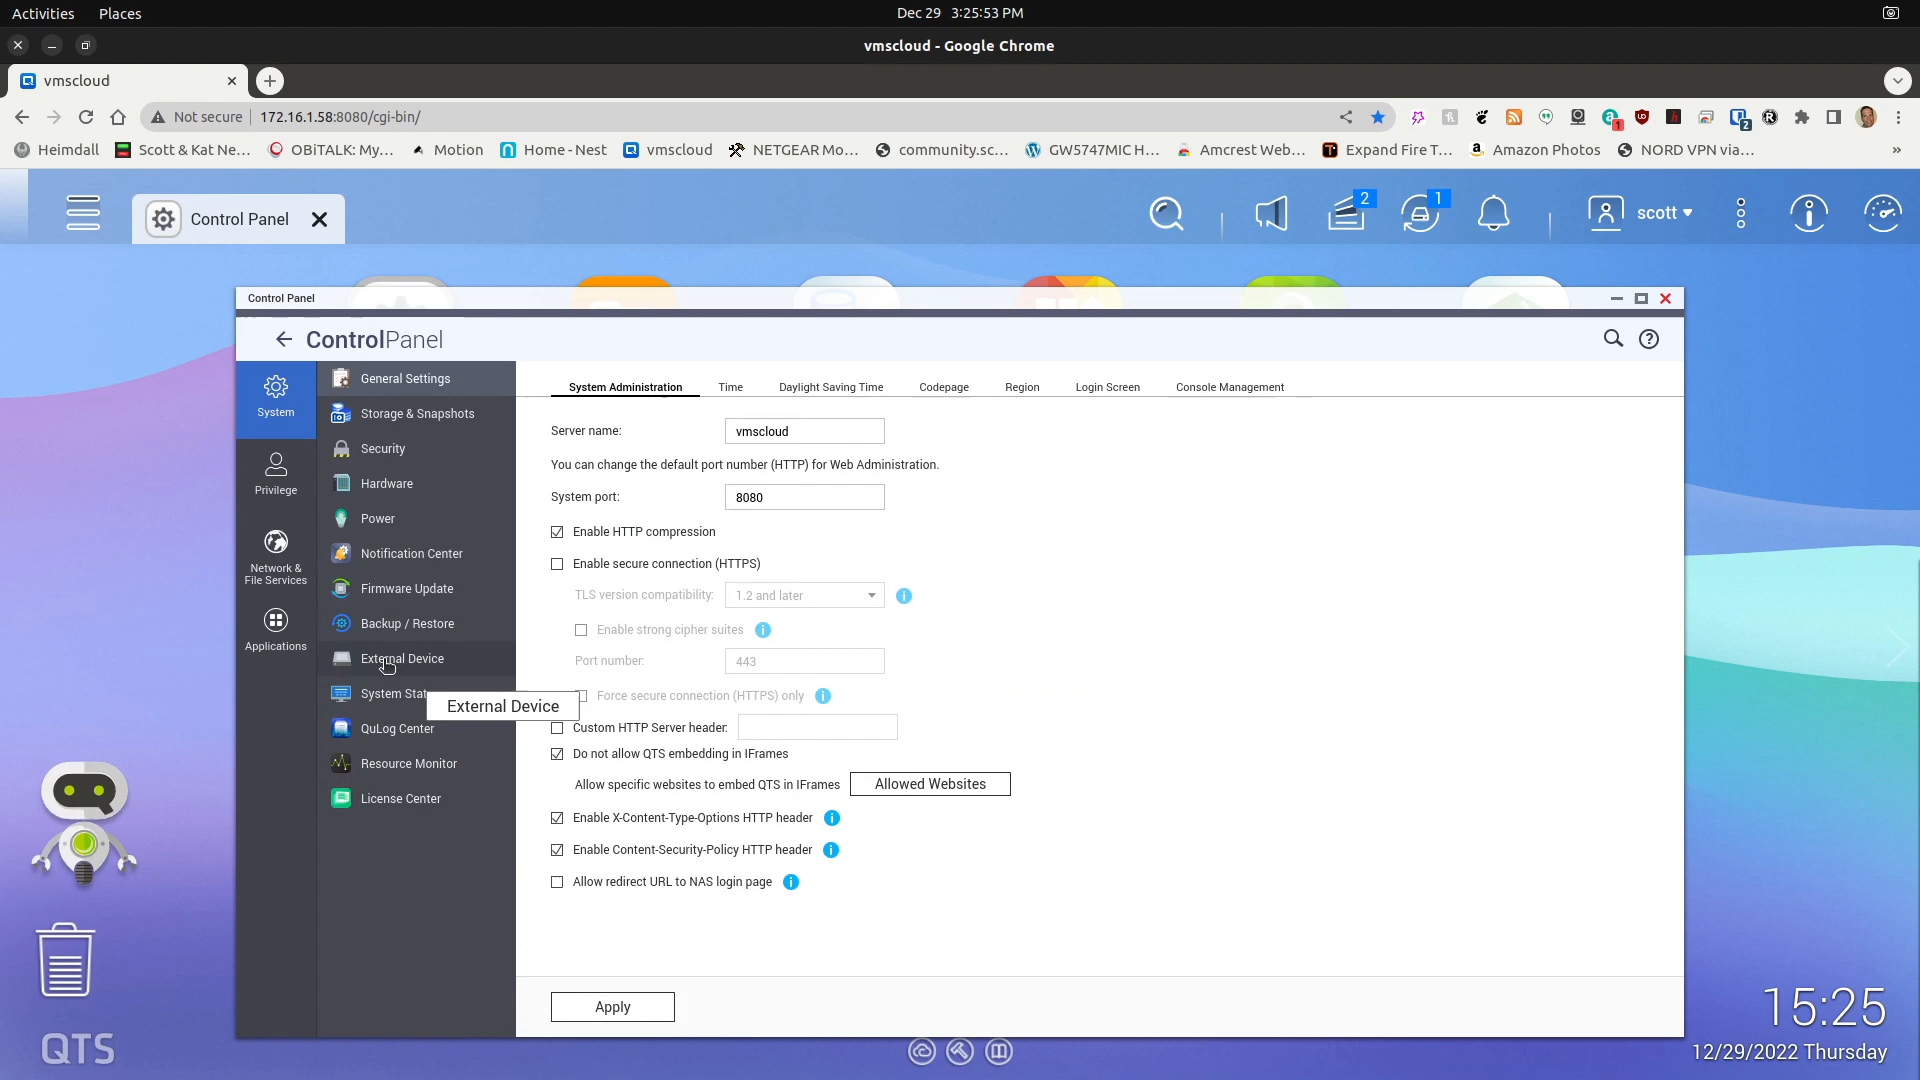 Activities Places Dec 29 3:25:53 PM
vmscloud - Google Chrome
vmscloud
Not secure 172.16.1.58:8080/cgi-bin/ 1 2
Heimdall Scott & Kat Ne... OBiTALK: My... Motion Home - Nest vmscloud NETGEAR Mo... community.sc... GW5747MIC H... Amcrest Web... Expand Fire T... Amazon Photos NORD VPN via... »
Control Panel 2 1 scott
Control Panel
ControlPanel
System
Privilege
Network &
File Services
Applications
General Settings
Storage & Snapshots
Security
Hardware
Power
Notification Center
Firmware Update
Backup / Restore
External Device
System Stat
External Device
QuLog Center
Resource Monitor
License Center
System Administration Time Daylight Saving Time Codepage Region Login Screen Console Management
Server name: vmscloud
You can change the default port number (HTTP) for Web Administration.
System port: 8080
Enable HTTP compression
Enable secure connection (HTTPS)
TLS version compatibility: 1.2 and later
Enable strong cipher suites
Port number: 443
Force secure connection (HTTPS) only
Custom HTTP Server header:
Do not allow QTS embedding in IFrames
Allow specific websites to embed QTS in IFrames Allowed Websites
Enable X-Content-Type-Options HTTP header
Enable Content-Security-Policy HTTP header
Allow redirect URL to NAS login page
Apply
QTS
15:25
12/29/2022 Thursday